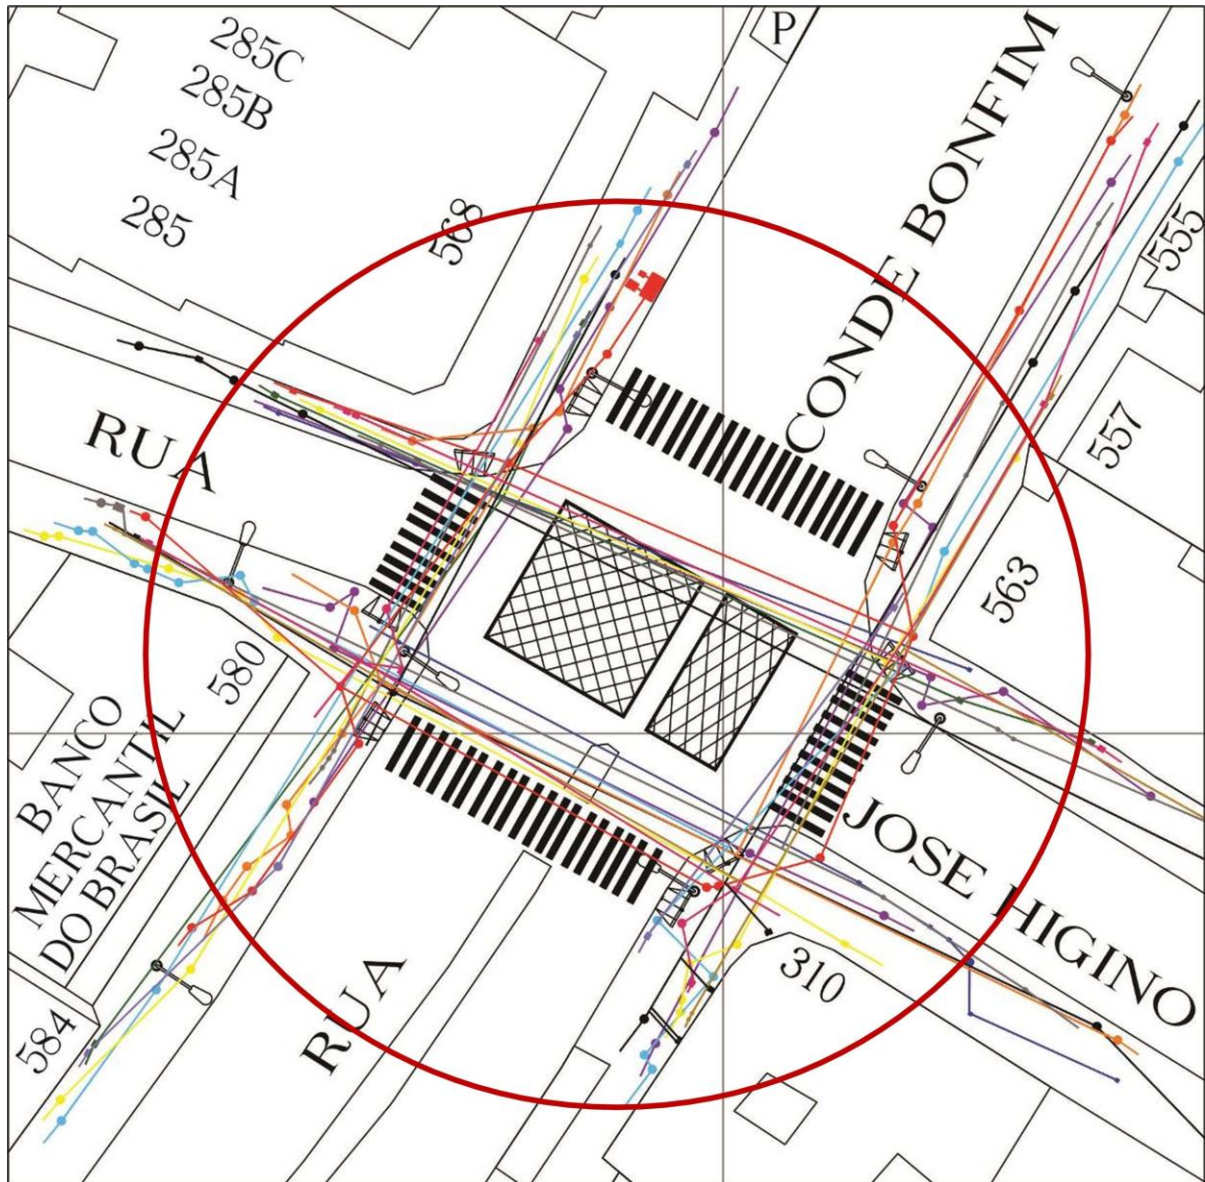 P
285C
285B
285A
285
568
CONDE BONFIM
555
557
RUA
563
580
BANCO
MERCANTIL
DO BRASIL
JOSE HIGINO
310
RUA
584